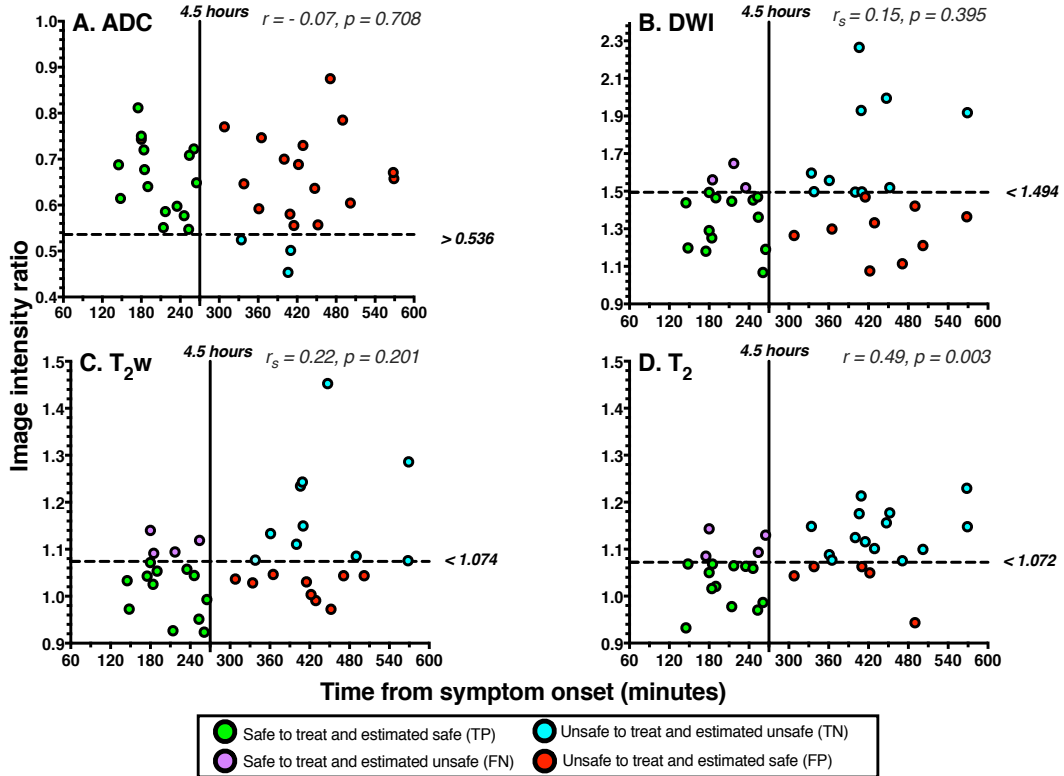 A. ADC
4.5 hours
r = - 0.07, p = 0.708
1.0
0.9
0.8
0.7
0.6
0.5
0.4
> 0.536
60 120 180 240 300 360 420 480 540 600
B. DWI
4.5 hours
rs = 0.15, p = 0.395
2.3
2.1
1.9
1.7
1.5
1.3
1.1
0.9
< 1.494
60 120 180 240 300 360 420 480 540 600
Image intensity ratio
C. T2w
4.5 hours
rs = 0.22, p = 0.201
1.5
1.4
1.3
1.2
1.1
1.0
0.9
< 1.074
60 120 180 240 300 360 420 480 540 600
D. T2
4.5 hours
r = 0.49, p = 0.003
1.5
1.4
1.3
1.2
1.1
1.0
0.9
< 1.072
60 120 180 240 300 360 420 480 540 600
Time from symptom onset (minutes)
Safe to treat and estimated safe (TP)
Unsafe to treat and estimated unsafe (TN)
Safe to treat and estimated unsafe (FN)
Unsafe to treat and estimated safe (FP)